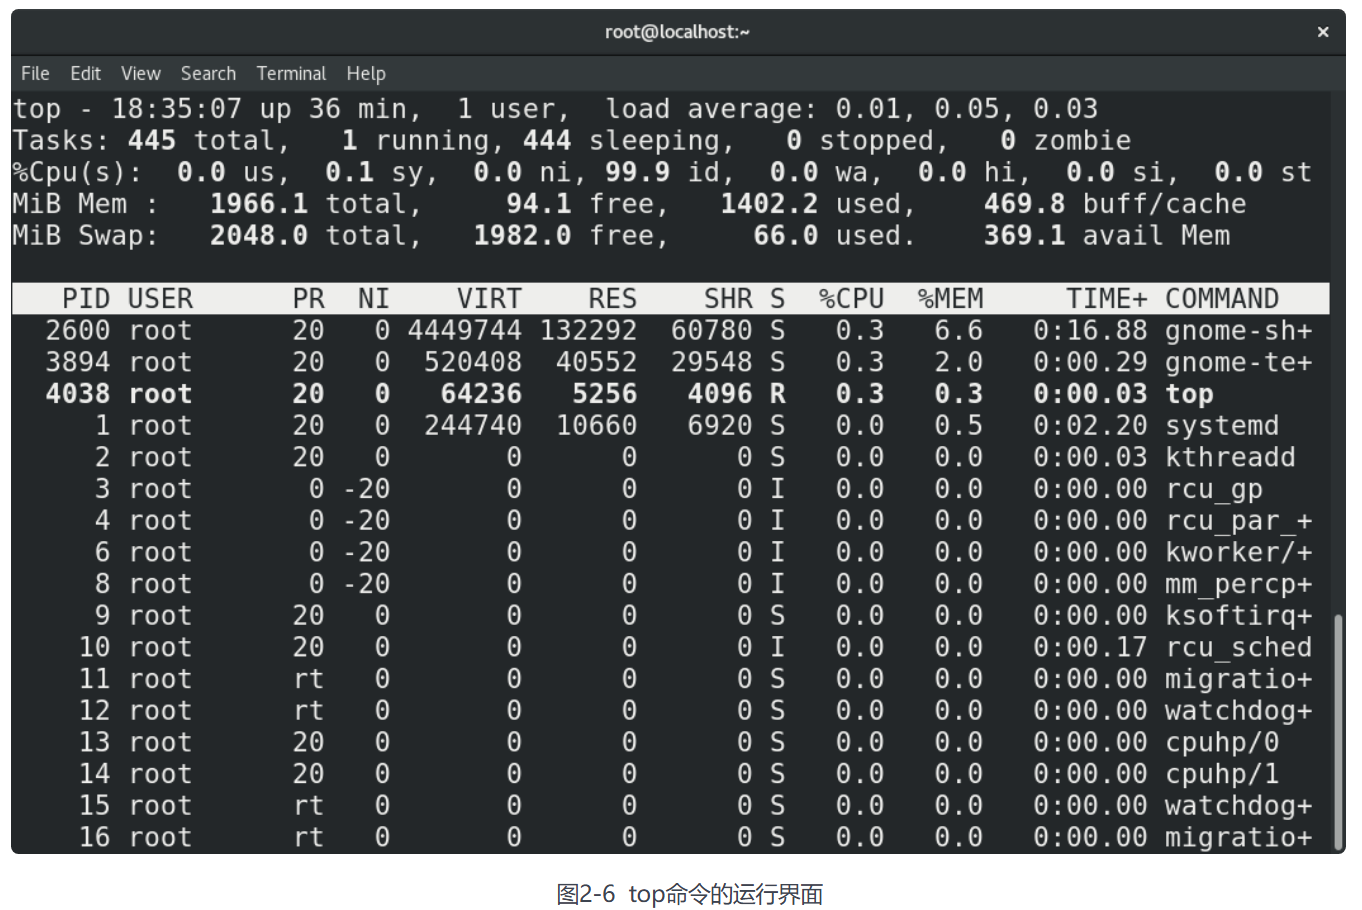 root@localhost:~ ×
File Edit View Search Terminal Help
top - 18:35:07 up 36 min,  1 user,  load average: 0.01, 0.05, 0.03
Tasks: 445 total,   1 running, 444 sleeping,   0 stopped,   0 zombie
%Cpu(s):  0.0 us,  0.1 sy,  0.0 ni, 99.9 id,  0.0 wa,  0.0 hi,  0.0 si,  0.0 st
MiB Mem :   1966.1 total,     94.1 free,   1402.2 used,    469.8 buff/cache
MiB Swap:   2048.0 total,   1982.0 free,     66.0 used.    369.1 avail Mem
PID USER      PR  NI    VIRT    RES    SHR S  %CPU  %MEM     TIME+ COMMAND
2600 root      20   0 4449744 132292  60780 S   0.3   6.6   0:16.88 gnome-sh+
3894 root      20   0  520408  40552  29548 S   0.3   2.0   0:00.29 gnome-te+
4038 root      20   0   64236   5256   4096 R   0.3   0.3   0:00.03 top
1 root      20   0  244740  10660   6920 S   0.0   0.5   0:02.20 systemd
2 root      20   0       0      0      0 S   0.0   0.0   0:00.03 kthreadd
3 root       0 -20       0      0      0 I   0.0   0.0   0:00.00 rcu_gp
4 root       0 -20       0      0      0 I   0.0   0.0   0:00.00 rcu_par_+
6 root       0 -20       0      0      0 I   0.0   0.0   0:00.00 kworker/+
8 root       0 -20       0      0      0 I   0.0   0.0   0:00.00 mm_percp+
9 root      20   0       0      0      0 S   0.0   0.0   0:00.00 ksoftirq+
10 root      20   0       0      0      0 I   0.0   0.0   0:00.17 rcu_sched
11 root      rt   0       0      0      0 S   0.0   0.0   0:00.00 migratio+
12 root      rt   0       0      0      0 S   0.0   0.0   0:00.00 watchdog+
13 root      20   0       0      0      0 S   0.0   0.0   0:00.00 cpuhp/0
14 root      20   0       0      0      0 S   0.0   0.0   0:00.00 cpuhp/1
15 root      rt   0       0      0      0 S   0.0   0.0   0:00.00 watchdog+
16 root      rt   0       0      0      0 S   0.0   0.0   0:00.00 migratio+
图2-6  top命令的运行界面